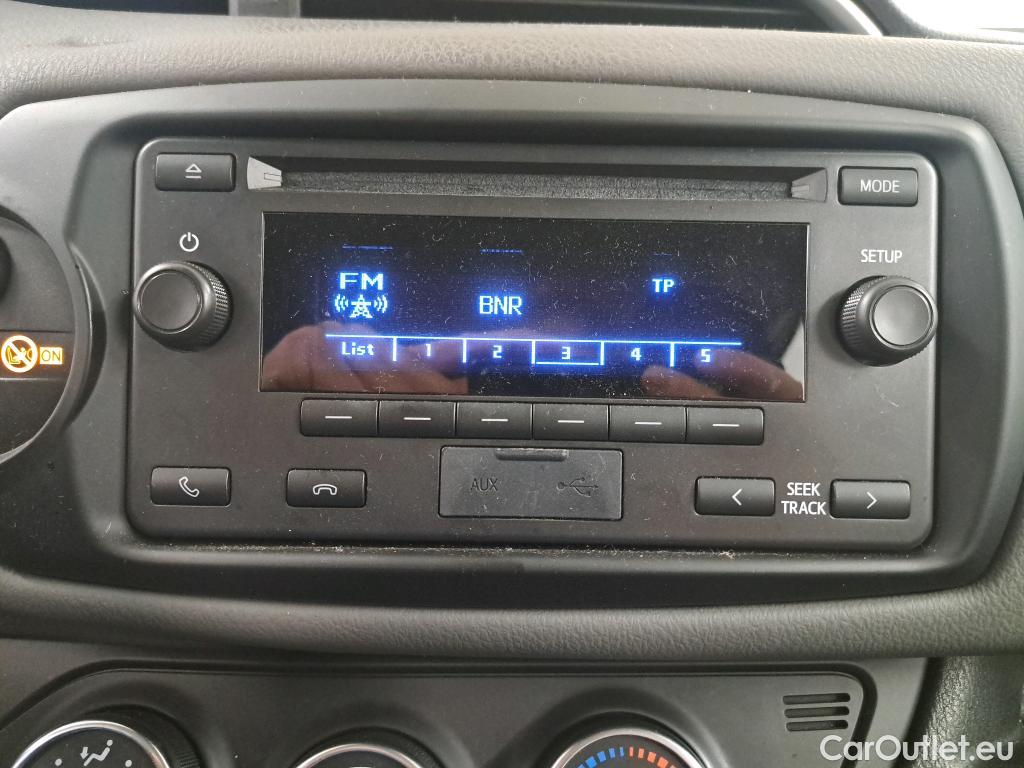 MODE
SETUP
FM
TP
BNR
List 1 2 3 4 5
ON
AUX
SEEK
TRACK
CarOutlet.eu